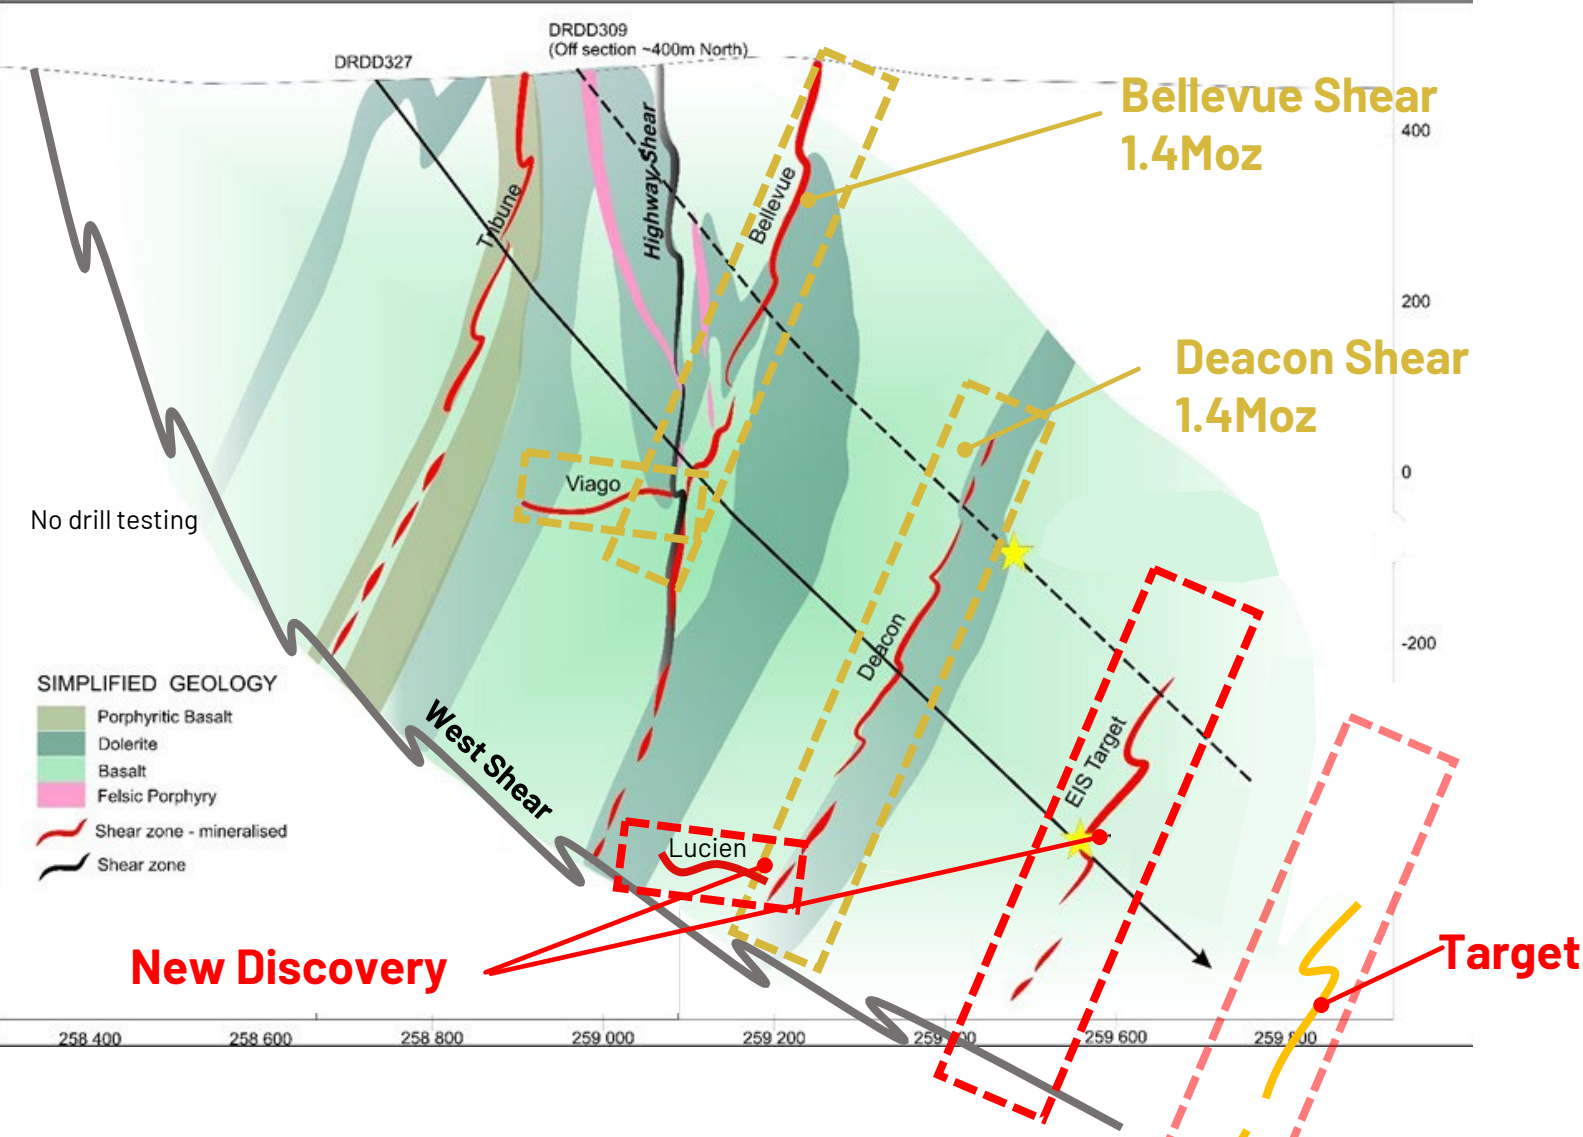 DRDD309
(Off section ~400m North)
DRDD327
Bellevue Shear
1.4Moz
400
Highway Shear
Bellevue
Tribune
200
Deacon Shear
1.4Moz
0
Viago
No drill testing
-200
Deacon
SIMPLIFIED GEOLOGY
Porphyritic Basalt
Dolerite
Basalt
Felsic Porphyry
Shear zone - mineralised
Shear zone
West Shear
EIS Target
Lucien
New Discovery
Target
258 400
258 600
258 800
259 000
259 200
259 600